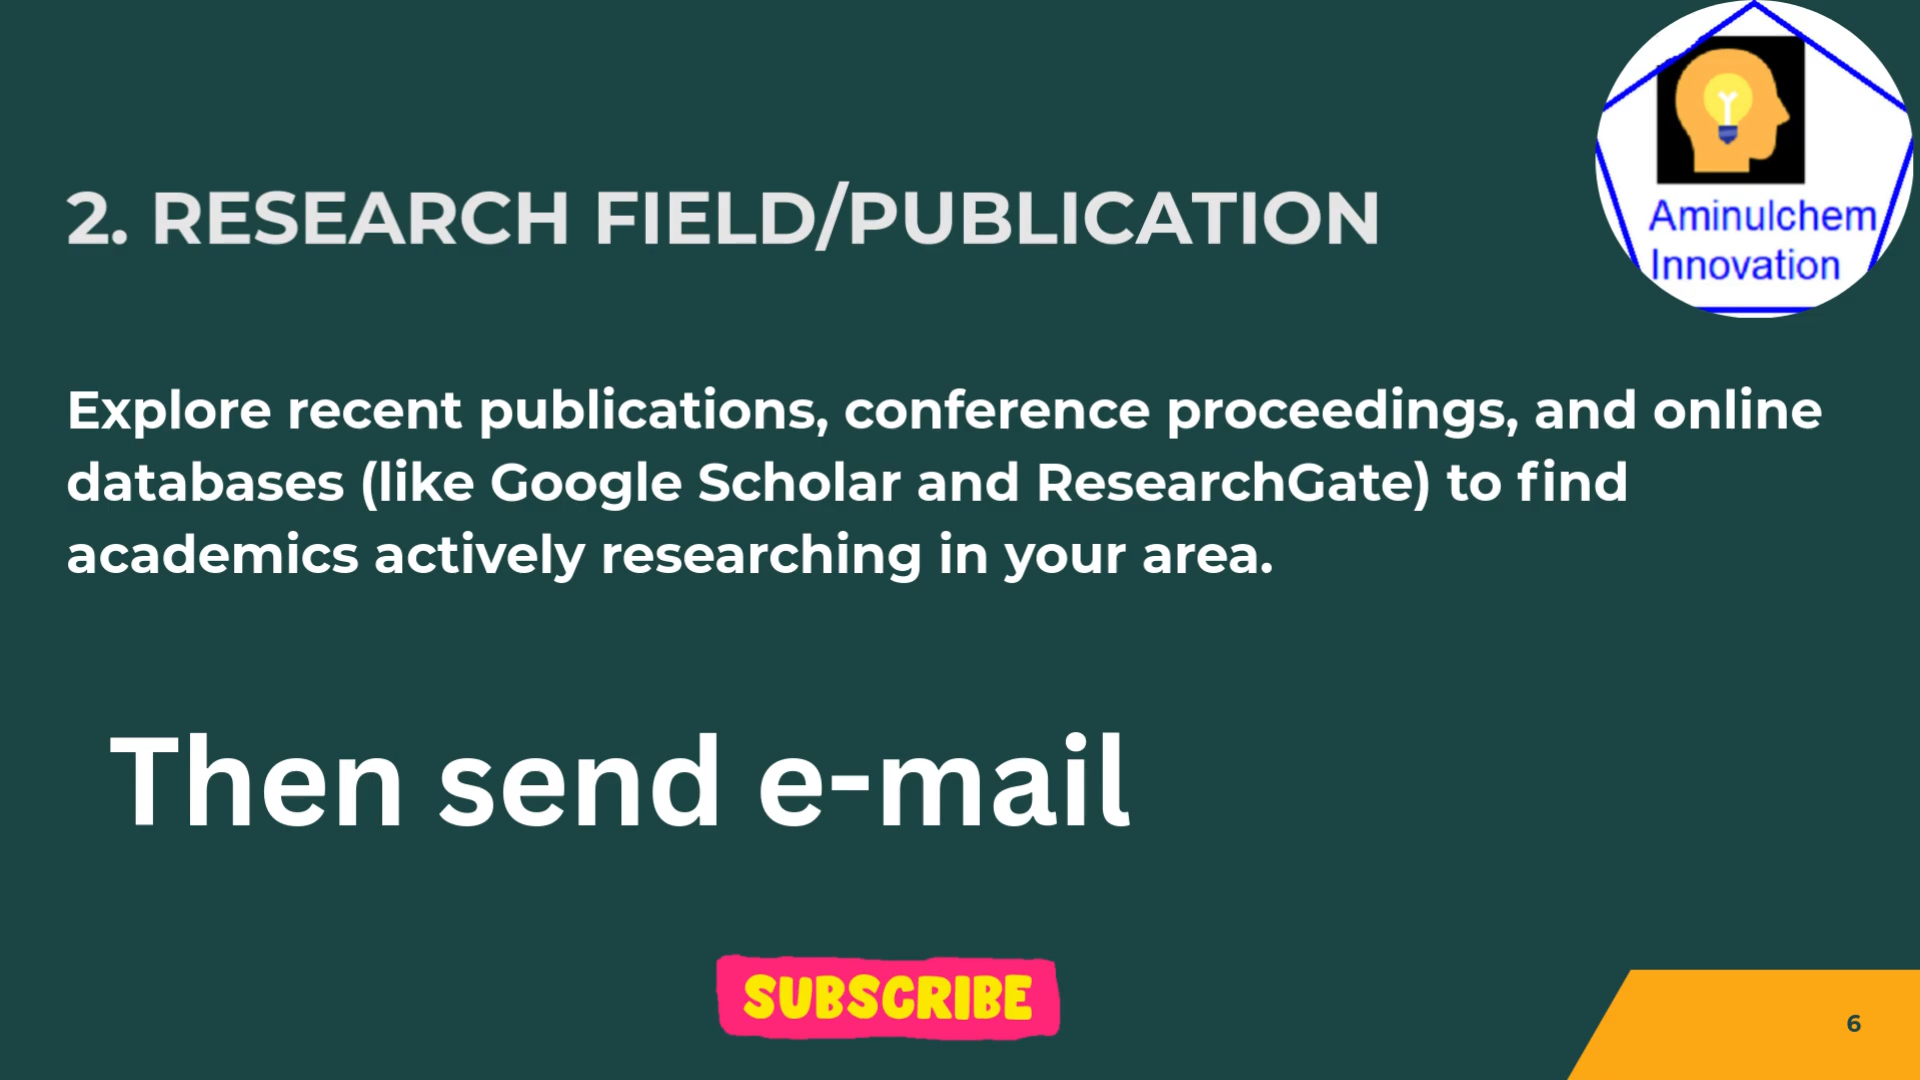 Aminulchem
Innovation
2. RESEARCH FIELD/PUBLICATION
Explore recent publications, conference proceedings, and online
databases (like Google Scholar and ResearchGate) to find
academics actively researching in your area.
Then send e-mail
SUBSCRIBE
6